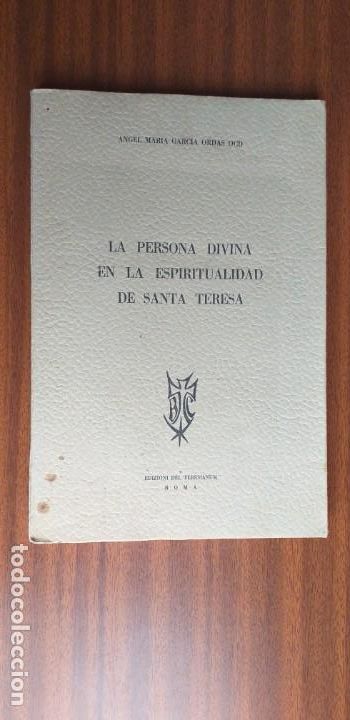 ANGEL MARIA GARCIA ORDAS OCD
LA PERSONA DIVINA
EN LA ESPIRITUALIDAD
DE SANTA TERESA
B T C
EDIZIONI DEL TERESIANUM
ROMA
todocoleccion.net